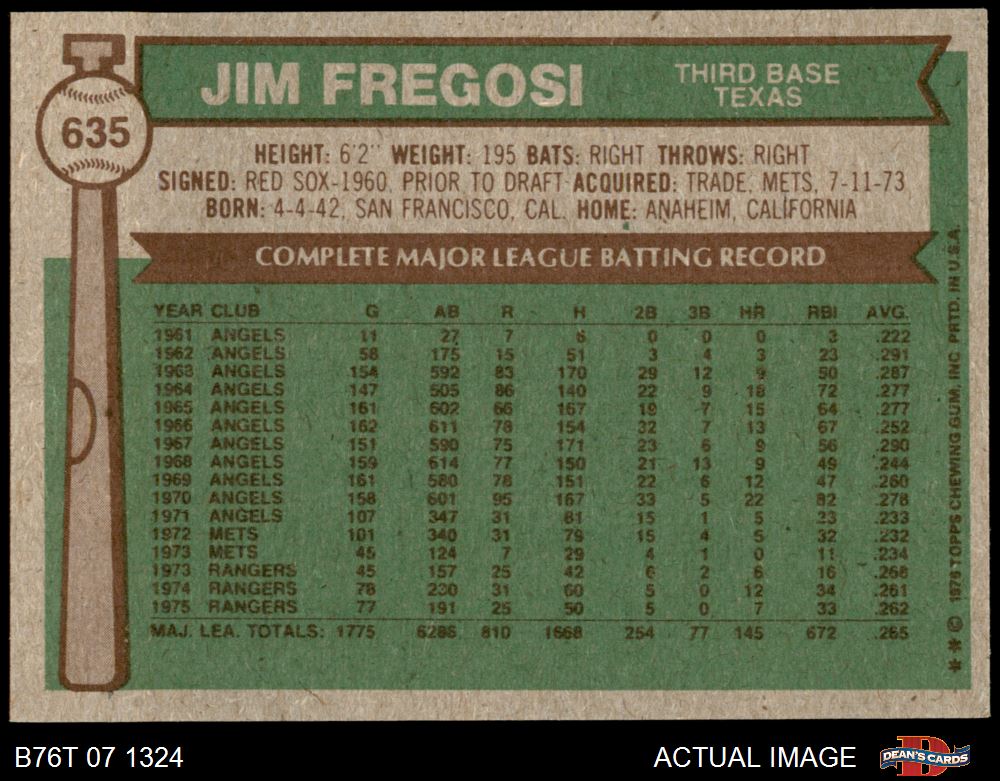 JIM FREGOSI
THIRD BASE
TEXAS
635
HEIGHT: 6'2" WEIGHT: 195 BATS: RIGHT THROWS: RIGHT
SIGNED: RED SOX-1960, PRIOR TO DRAFT ACQUIRED: TRADE, METS, 7-11-73
BORN: 4-4-42, SAN FRANCISCO, CAL. HOME: ANAHEIM, CALIFORNIA
COMPLETE MAJOR LEAGUE BATTING RECORD
YEAR CLUB G AB R H 2B 3B HR RBI AVG.
1961 ANGELS 11 27 7 6 0 0 0 3 .222
1962 ANGELS 58 175 15 51 3 4 3 23 .291
1963 ANGELS 154 592 83 170 29 12 9 50 .287
1964 ANGELS 147 505 86 140 22 9 18 72 .277
1965 ANGELS 161 602 66 167 19 7 15 64 .277
1966 ANGELS 162 611 78 154 32 7 13 67 .252
1967 ANGELS 151 590 75 171 23 6 9 56 .290
1968 ANGELS 159 614 77 150 21 13 9 49 .244
1969 ANGELS 161 580 78 151 22 6 12 47 .260
1970 ANGELS 158 601 95 167 33 5 22 82 .278
1971 ANGELS 107 347 31 81 15 1 5 23 .233
1972 METS 101 340 31 79 15 4 5 32 .232
1973 METS 45 124 7 29 4 1 0 11 .234
1973 RANGERS 45 157 25 42 6 2 6 16 .268
1974 RANGERS 78 230 31 60 5 0 12 34 .261
1975 RANGERS 77 191 25 50 5 0 7 33 .262
MAJ. LEA. TOTALS: 1775 6286 810 1668 254 77 145 672 .265
** © 1976 TOPPS CHEWING GUM, INC. PRTD. IN U.S.A.
B76T 07 1324
ACTUAL IMAGE
DEAN'S CARDS